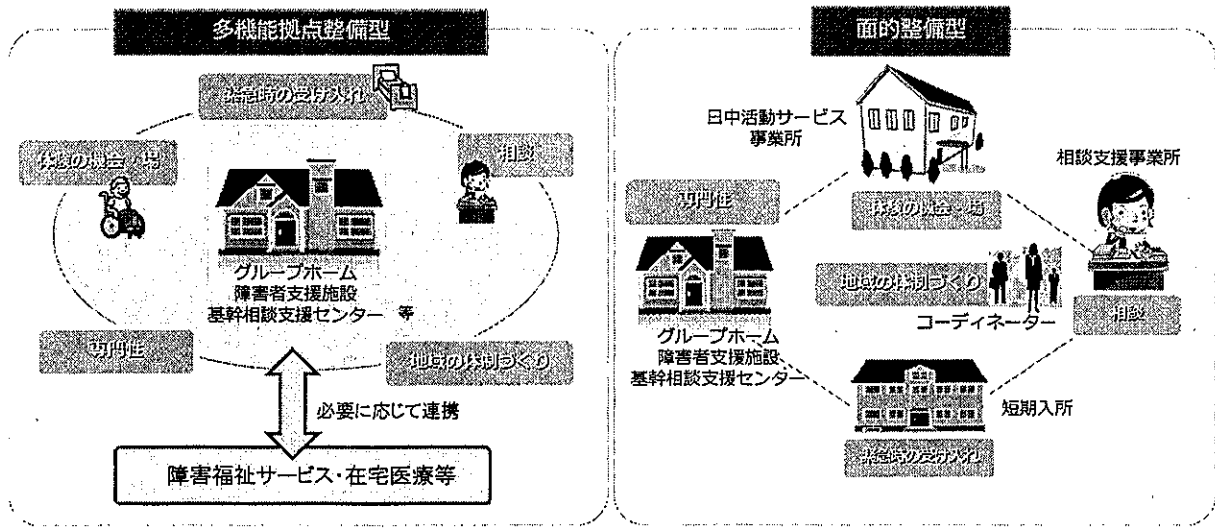 多機能拠点整備型
緊急時の受け入れ
体験の機会・場
相談
グループホーム
障害者支援施設
基幹相談支援センター 等
専門性
地域の体制づくり
必要に応じて連携
障害福祉サービス・在宅医療等
面的整備型
日中活動サービス
事業所
相談支援事業所
専門性
体験の機会・場
地域の体制づくり
コーディネーター
相談
グループホーム
障害者支援施設
基幹相談支援センター
短期入所
緊急時の受け入れ